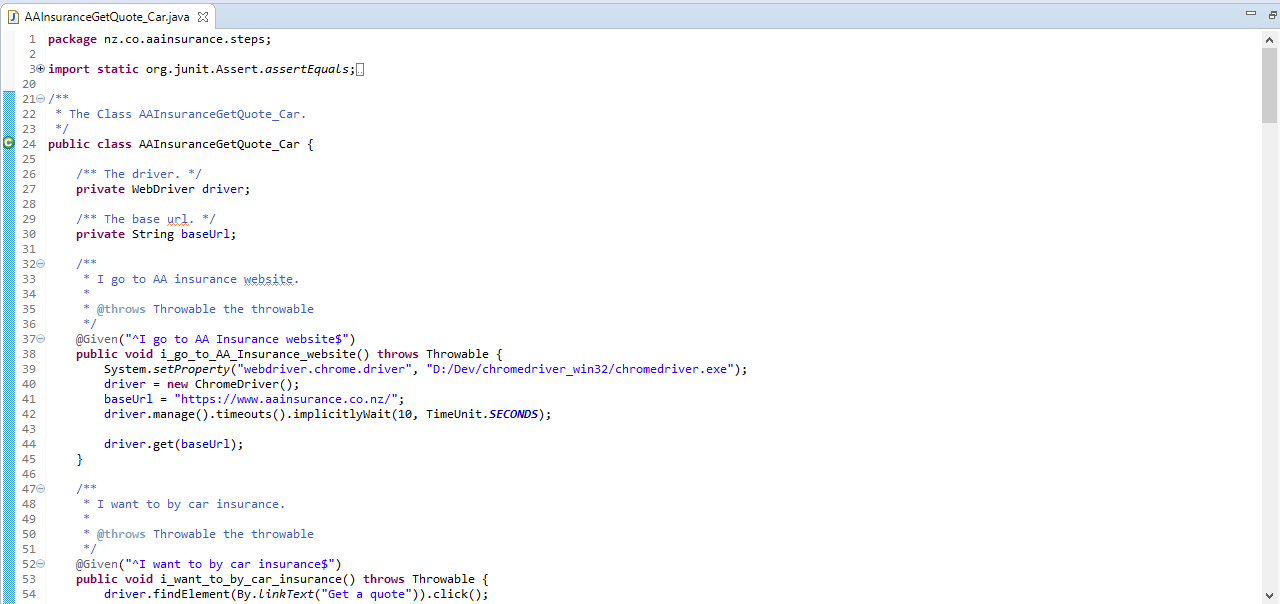 AAInsuranceGetQuote_Car.java
1 package nz.co.aainsurance.steps;
2
3 import static org.junit.Assert.assertEquals;
20
21 /**
22  * The Class AAInsuranceGetQuote_Car.
23  */
24 public class AAInsuranceGetQuote_Car {
25
26     /** The driver. */
27     private WebDriver driver;
28
29     /** The base url. */
30     private String baseUrl;
31
32     /**
33      * I go to AA insurance website.
34      *
35      * @throws Throwable the throwable
36      */
37     @Given("^I go to AA Insurance website$")
38     public void i_go_to_AA_Insurance_website() throws Throwable {
39         System.setProperty("webdriver.chrome.driver", "D:/Dev/chromedriver_win32/chromedriver.exe");
40         driver = new ChromeDriver();
41         baseUrl = "https://www.aainsurance.co.nz/";
42         driver.manage().timeouts().implicitlyWait(10, TimeUnit.SECONDS);
43
44         driver.get(baseUrl);
45     }
46
47     /**
48      * I want to by car insurance.
49      *
50      * @throws Throwable the throwable
51      */
52     @Given("^I want to by car insurance$")
53     public void i_want_to_by_car_insurance() throws Throwable {
54         driver.findElement(By.linkText("Get a quote")).click();